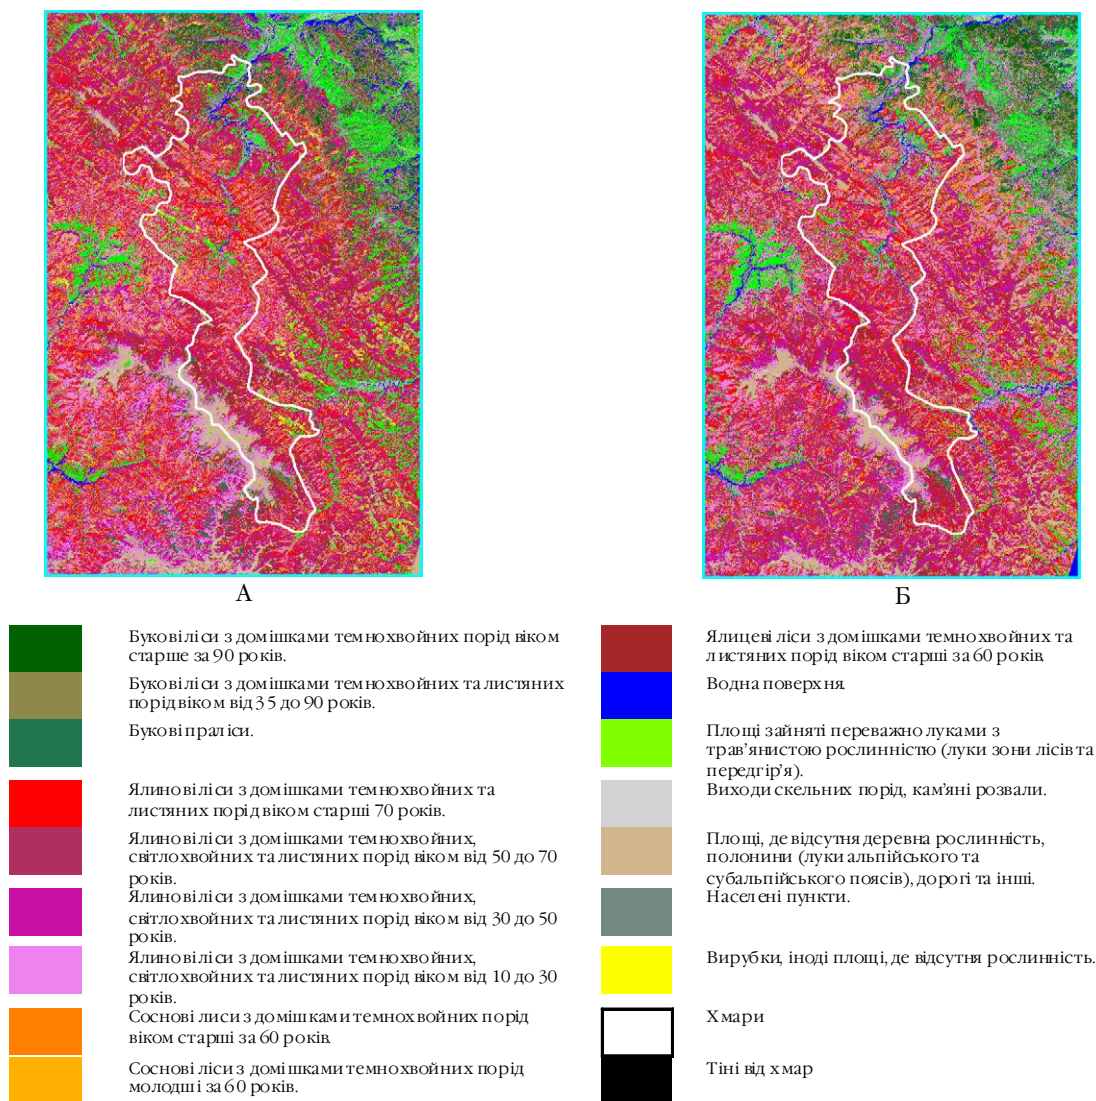 А
Б
Букові ліси з домішками темнохвойних порід віком
старше за 90 років.
Букові ліси з домішками темнохвойних та листяних
порід віком від 35 до 90 років.
Букові праліси.
Ялинові ліси з домішками темнохвойних та
листяних порід віком старші 70 років.
Ялинові ліси з домішками темнохвойних,
світлохвойних та листяних порід віком від 50 до 70
років.
Ялинові ліси з домішками темнохвойних,
світлохвойних та листяних порід віком від 30 до 50
років.
Ялинові ліси з домішками темнохвойних,
світлохвойних та листяних порід віком від 10 до 30
років.
Соснові лиси з домішками темнохвойних порід
віком старші за 60 років.
Соснові ліси з домішками темнохвойних порід
молодші за 60 років.
Ялицеві ліси з домішками темнохвойних та
листяних порід віком старші за 60 років.
Водна поверхня.
Площі зайняті переважно луками з
трав’янистою рослинністю (луки зони лісів та
передгір’я).
Виходи скельних порід, кам’яні розвали.
Площі, де відсутня деревна рослинність,
полонини (луки альпійського та
субальпійського поясів), дорогі та інші.
Населені пункти.
Вирубки, іноді площі, де відсутня рослинність.
Хмари
Тіні від хмар